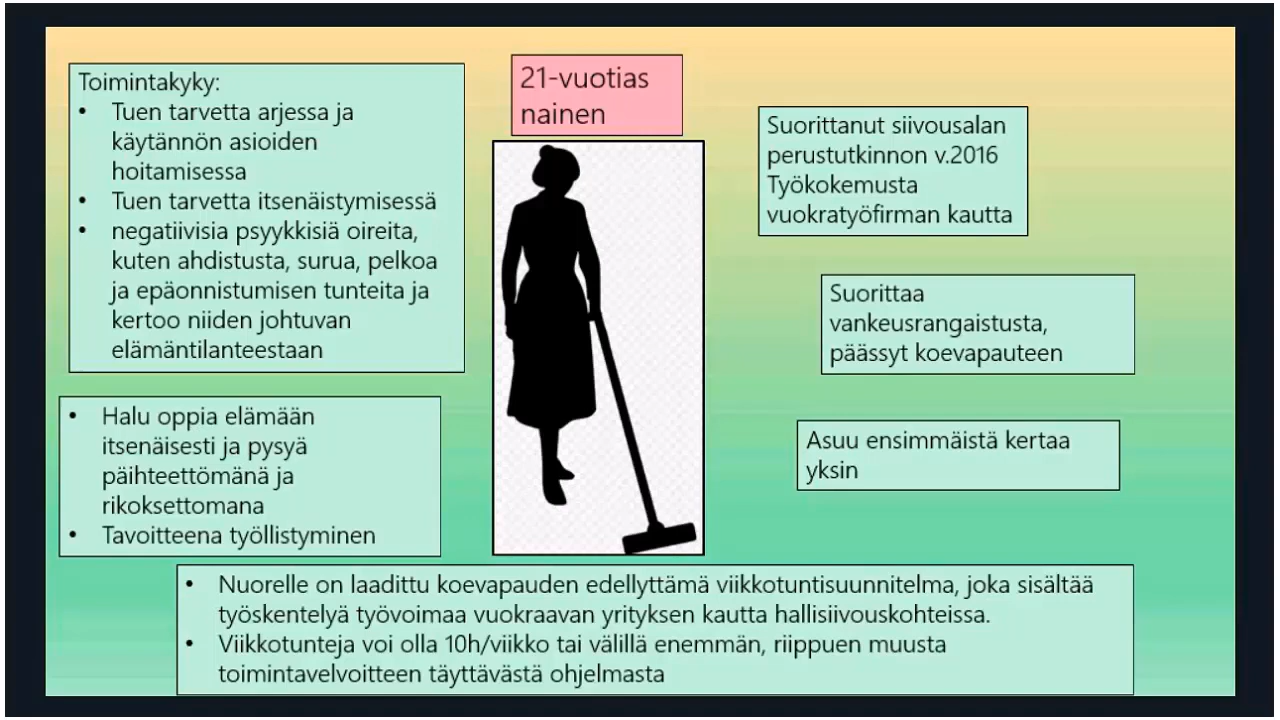 21-vuotias
nainen
Toimintakyky:
• Tuen tarvetta arjessa ja
käytännön asioiden
hoitamisessa
• Tuen tarvetta itsenäistymisessä
• negatiivisia psyykkisiä oireita,
kuten ahdistusta, surua, pelkoa
ja epäonnistumisen tunteita ja
kertoo niiden johtuvan
elämäntilanteestaan
• Halu oppia elämään
itsenäisesti ja pysyä
päihteettömänä ja
rikoksettomana
• Tavoitteena työllistyminen
Suorittanut siivousalan
perustutkinnon v.2016
Työkokemusta
vuokratyöfirman kautta
Suorittaa
vankeusrangaistusta,
päässyt koevapauteen
Asuu ensimmäistä kertaa
yksin
• Nuorelle on laadittu koevapauden edellyttämä viikkotuntisuunnitelma, joka sisältää
työskentelyä työvoimaa vuokraavan yrityksen kautta hallisiivouskohteissa.
• Viikkotunteja voi olla 10h/viikko tai välillä enemmän, riippuen muusta
toimintavelvoitteen täyttävästä ohjelmasta